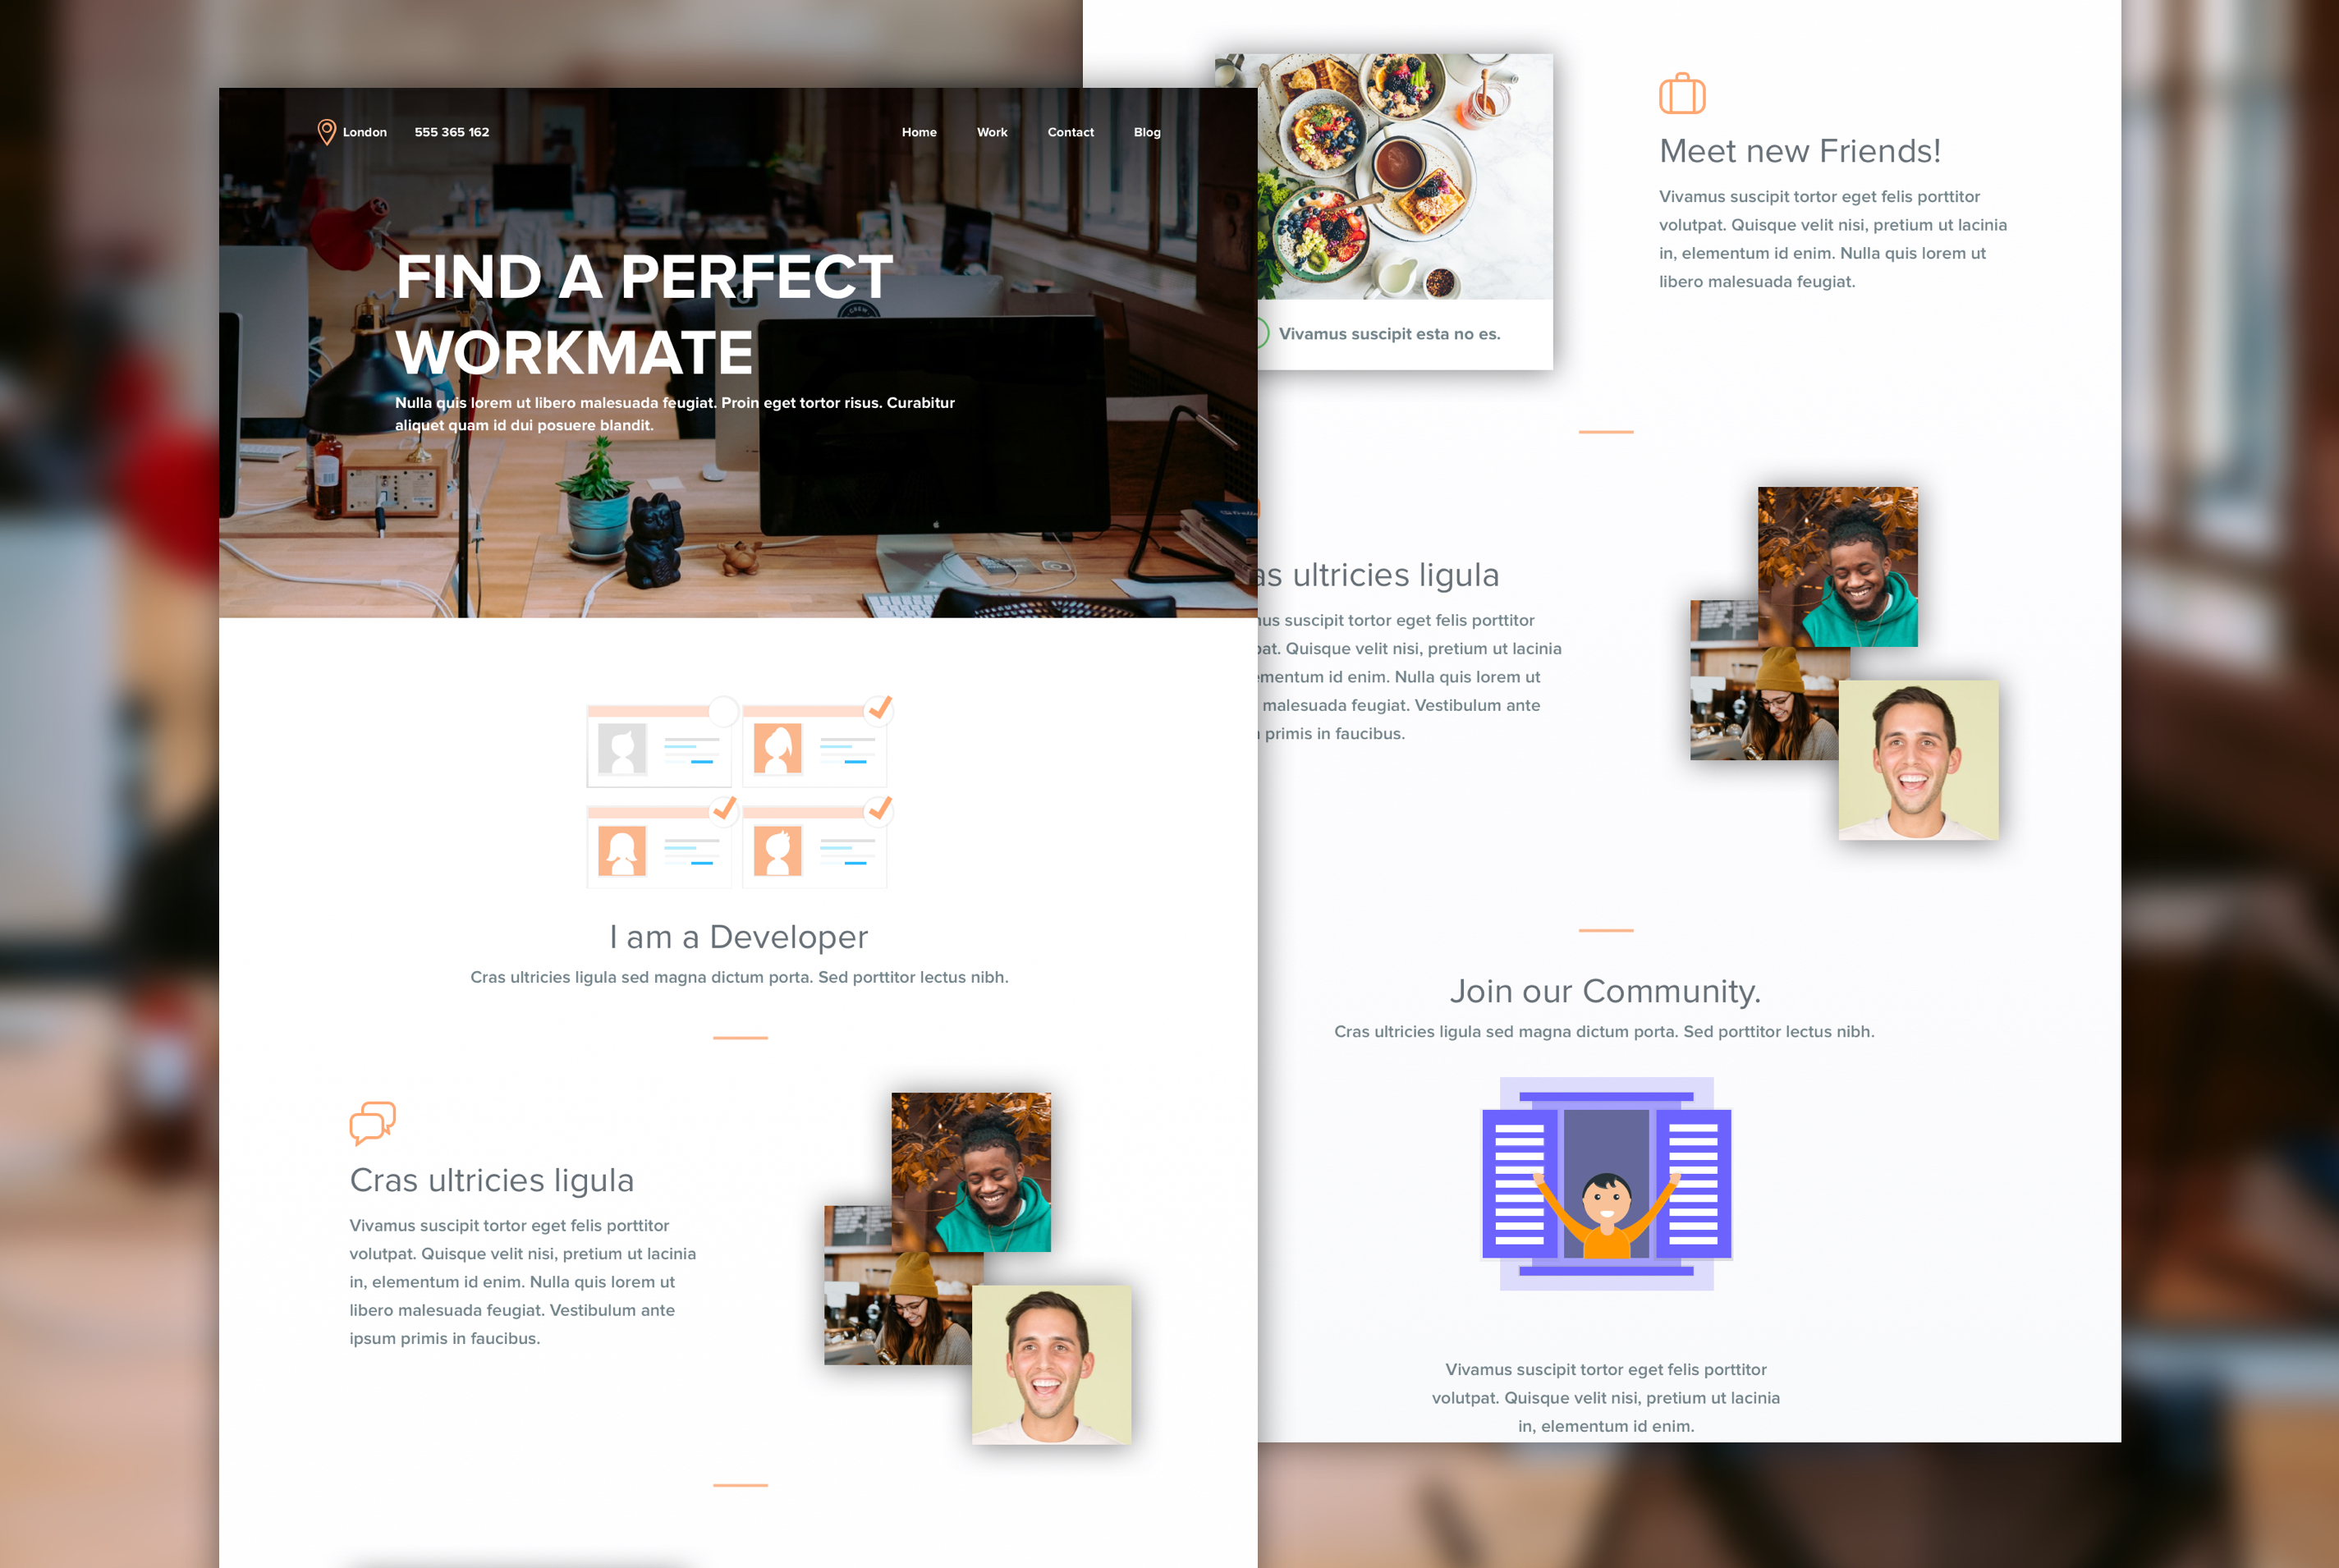 London
555 365 162
Home
Work
Contact
Blog
FIND A PERFECT
WORKMATE
Nulla quis lorem ut libero malesuada feugiat. Proin eget tortor risus. Curabitur
aliquet quam id dui posuere blandit.
I am a Developer
Cras ultricies ligula sed magna dictum porta. Sed porttitor lectus nibh.
Cras ultricies ligula
Vivamus suscipit tortor eget felis porttitor
volutpat. Quisque velit nisi, pretium ut lacinia
in, elementum id enim. Nulla quis lorem ut
libero malesuada feugiat. Vestibulum ante
ipsum primis in faucibus.
Vivamus suscipit esta no es.
Meet new Friends!
Vivamus suscipit tortor eget felis porttitor
volutpat. Quisque velit nisi, pretium ut lacinia
in, elementum id enim. Nulla quis lorem ut
libero malesuada feugiat.
as ultricies ligula
us suscipit tortor eget felis porttitor
pat. Quisque velit nisi, pretium ut lacinia
ementum id enim. Nulla quis lorem ut
malesuada feugiat. Vestibulum ante
primis in faucibus.
Join our Community.
Cras ultricies ligula sed magna dictum porta. Sed porttitor lectus nibh.
Vivamus suscipit tortor eget felis porttitor
volutpat. Quisque velit nisi, pretium ut lacinia
in, elementum id enim.